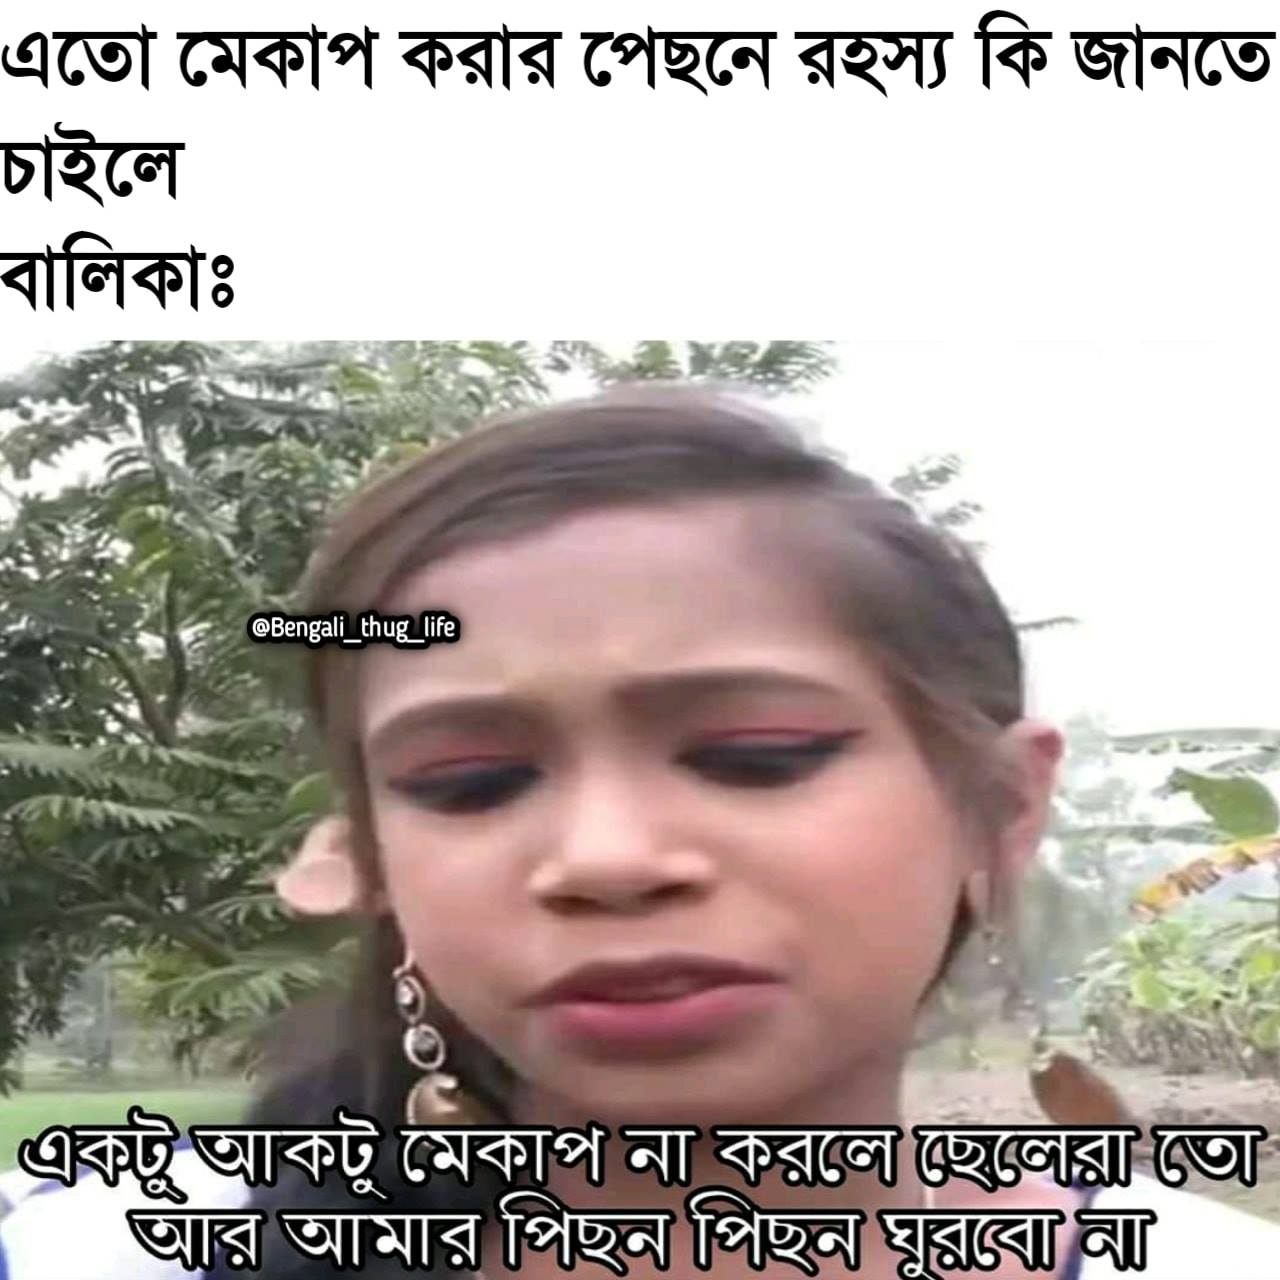 এতো মেকাপ করার পেছনে রহস্য কি জানতে
চাইলে
বালিকাঃ
@Bengali_thug_life
একটু আকটু মেকাপ না করলে ছেলেরা তো
আর আমার পিছন পিছন ঘুরবো না